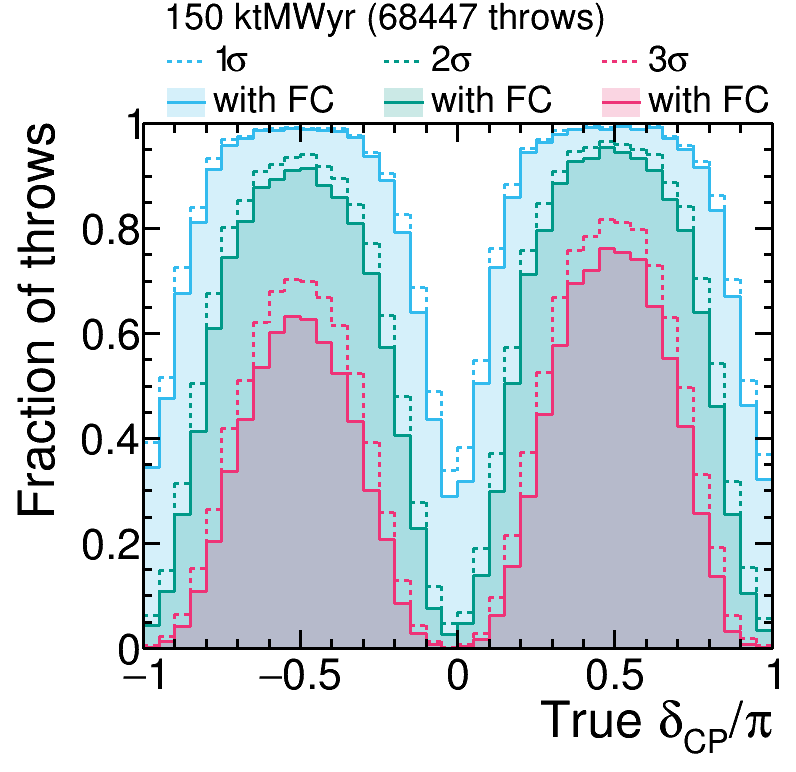 150 ktMWyr (68447 throws)
1σ 2σ 3σ
with FC with FC with FC
Fraction of throws
1
0.8
0.6
0.4
0.2
0
−1 −0.5 0 0.5 1
True δCP/π